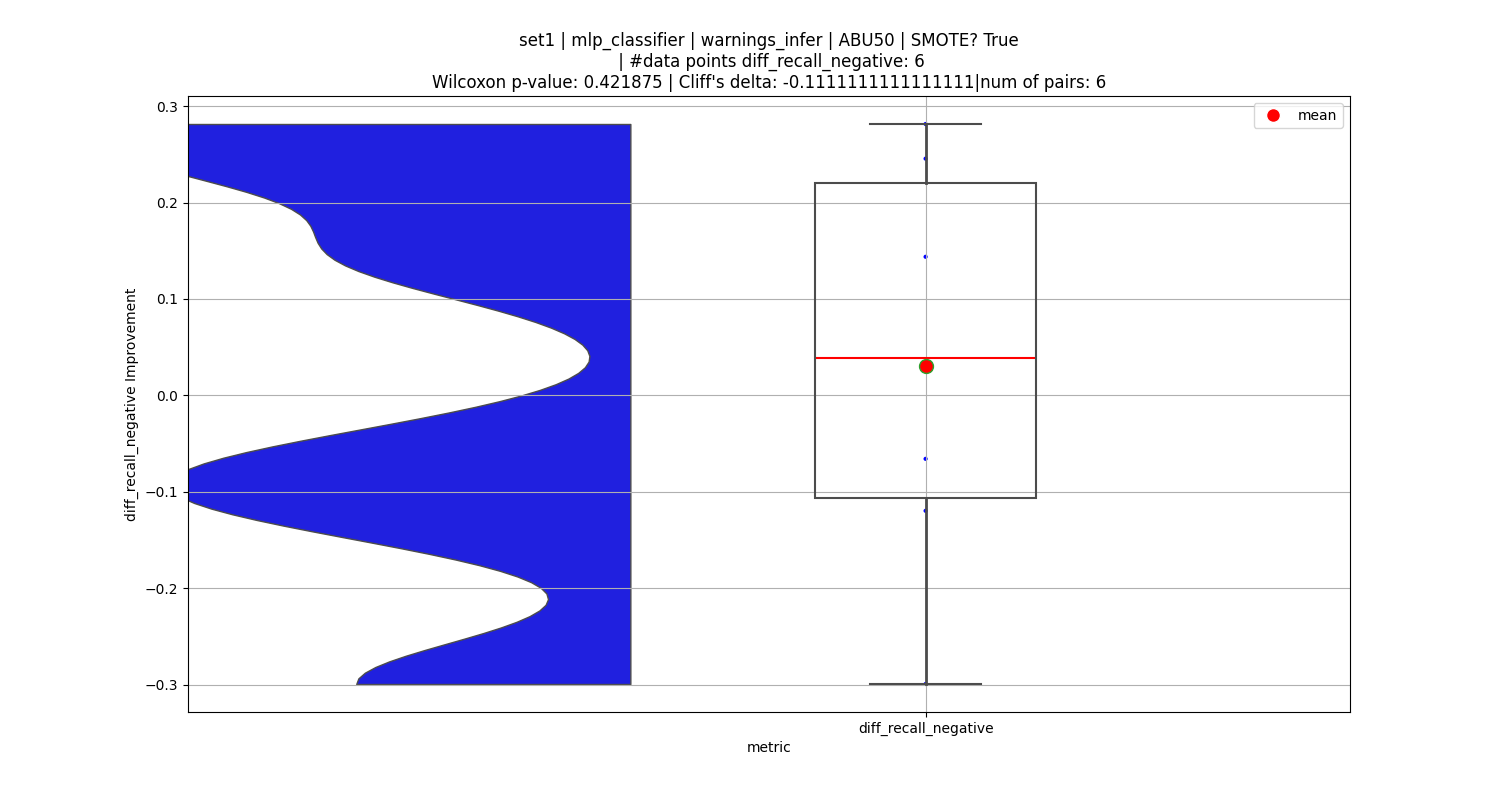 set1 | mlp_classifier | warnings_infer | ABU50 | SMOTE? True
| #data points diff_recall_negative: 6
Wilcoxon p-value: 0.421875 | Cliff's delta: -0.1111111111111111|num of pairs: 6
mean
0.3
0.2
0.1
0.0
−0.1
−0.2
−0.3
diff_recall_negative Improvement
diff_recall_negative
metric